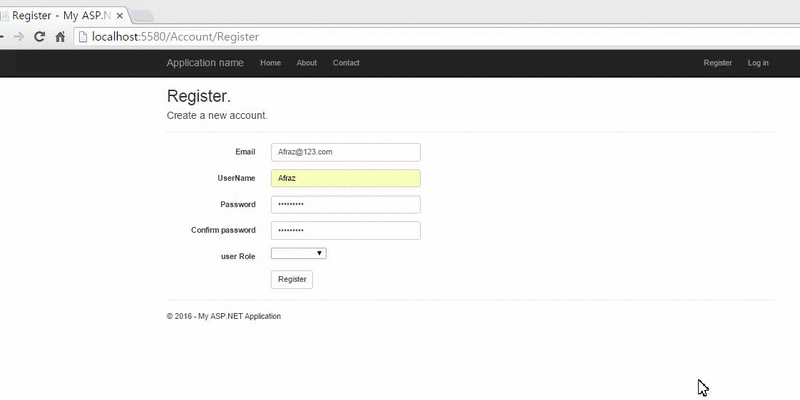 Register - My ASP.N
localhost:5580/Account/Register
Application name Home About Contact Register Log in
Register.
Create a new account.
Email Afraz@123.com
UserName Afraz
Password •••••••••
Confirm password •••••••••
user Role
Register
© 2016 - My ASP.NET Application